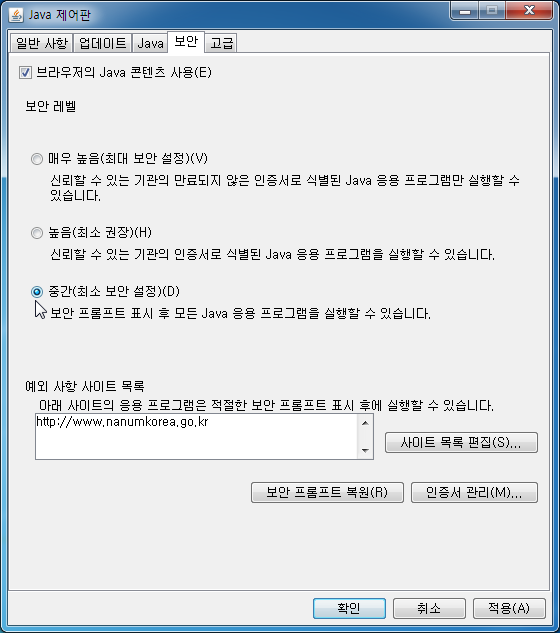 Java 제어판
일반 사항 업데이트 Java 보안 고급
브라우저의 Java 콘텐츠 사용(E)
보안 레벨
매우 높음(최대 보안 설정)(V)
신뢰할 수 있는 기관의 만료되지 않은 인증서로 식별된 Java 응용 프로그램만 실행할 수
있습니다.
높음(최소 권장)(H)
신뢰할 수 있는 기관의 인증서로 식별된 Java 응용 프로그램을 실행할 수 있습니다.
중간(최소 보안 설정)(D)
보안 프롬프트 표시 후 모든 Java 응용 프로그램을 실행할 수 있습니다.
예외 사항 사이트 목록
아래 사이트의 응용 프로그램은 적절한 보안 프롬프트 표시 후에 실행할 수 있습니다.
http://www.nanumkorea.go.kr
사이트 목록 편집(S)...
보안 프롬프트 복원(R) 인증서 관리(M)...
확인 취소 적용(A)